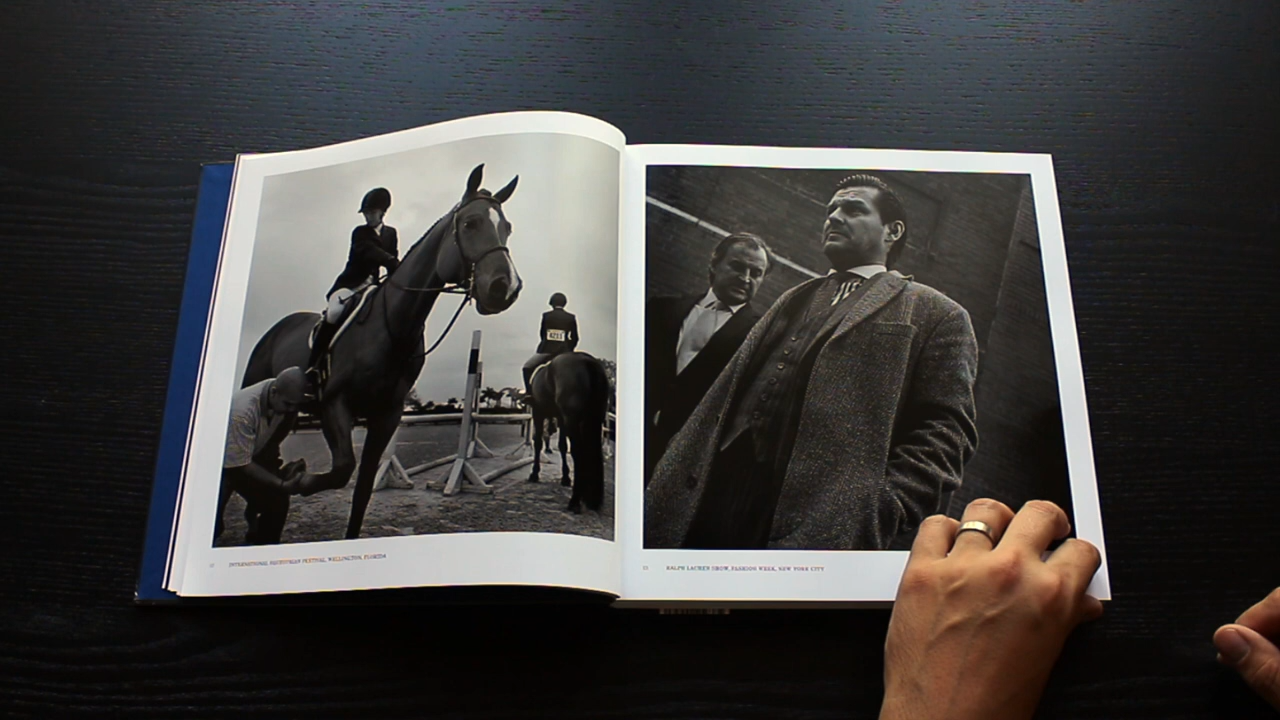 INTERNATIONAL EQUESTRIAN FESTIVAL, WELLINGTON, FLORIDA
RALPH LAUREN SHOW, FASHION WEEK, NEW YORK CITY